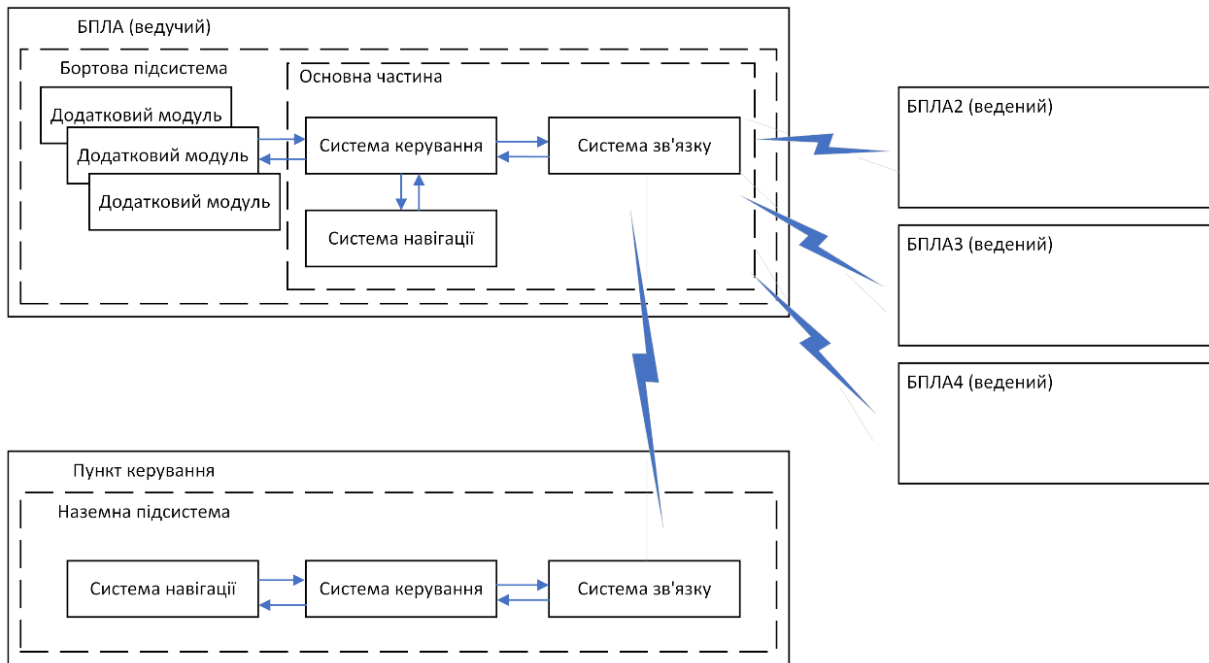 БПЛА (ведучий)
Бортова підсистема
Додатковий модуль
Додатковий модуль
Додатковий модуль
Основна частина
Система керування
Система зв'язку
Система навігації
БПЛА2 (ведений)
БПЛА3 (ведений)
БПЛА4 (ведений)
Пункт керування
Наземна підсистема
Система навігації
Система керування
Система зв'язку